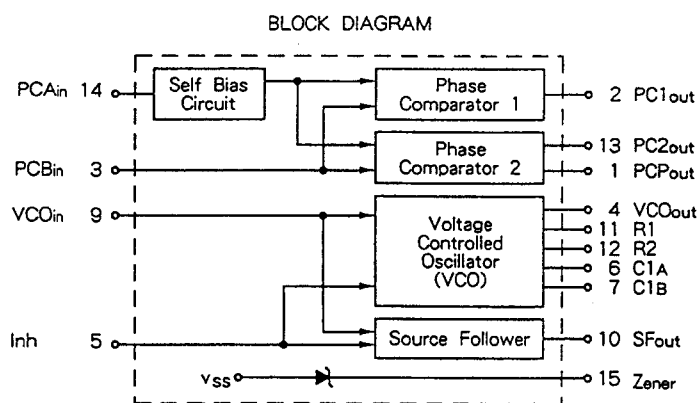 BLOCK DIAGRAM
PCAin 14
Self Bias
Circuit
Phase
Comparator 1
2 PC1out
PCBin 3
Phase
Comparator 2
13 PC2out
1 PCPout
VCOin 9
Voltage
Controlled
Oscillator
(VCO)
4 VCOout
11 R1
12 R2
6 C1A
7 C1B
Inh 5
Source Follower
10 SFout
VSS
15 Zener